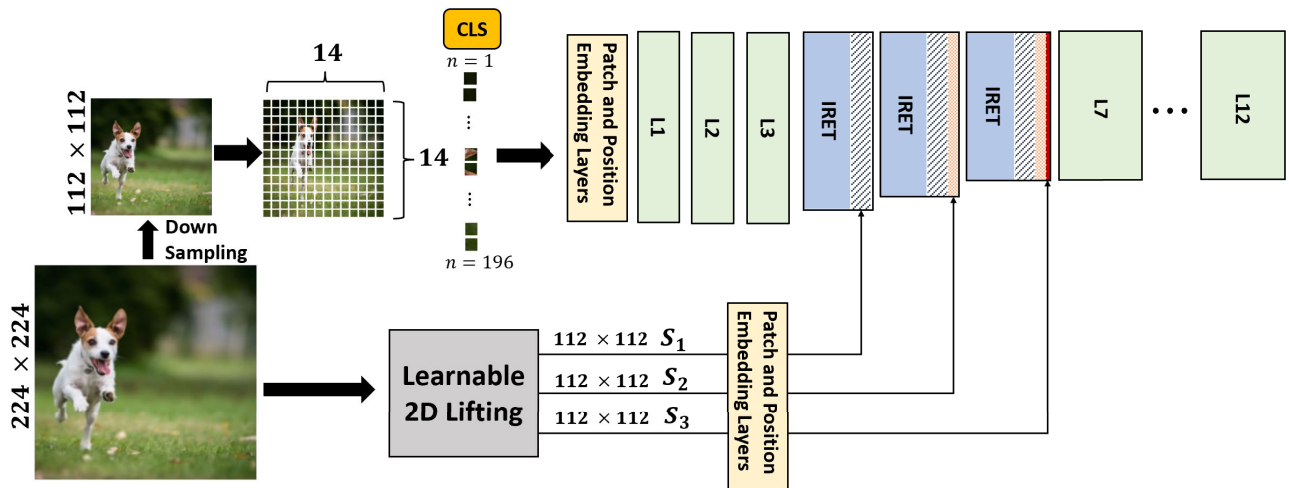 CLS
n = 1
14
14
⋮
⋮
n = 196
112 × 112
Down
Sampling
224 × 224
Patch and Position
Embedding Layers
L1
L2
L3
IRET
IRET
IRET
L7
...
L12
Learnable
2D Lifting
112 × 112 S₁
112 × 112 S₂
112 × 112 S₃
Patch and Position
Embedding Layers